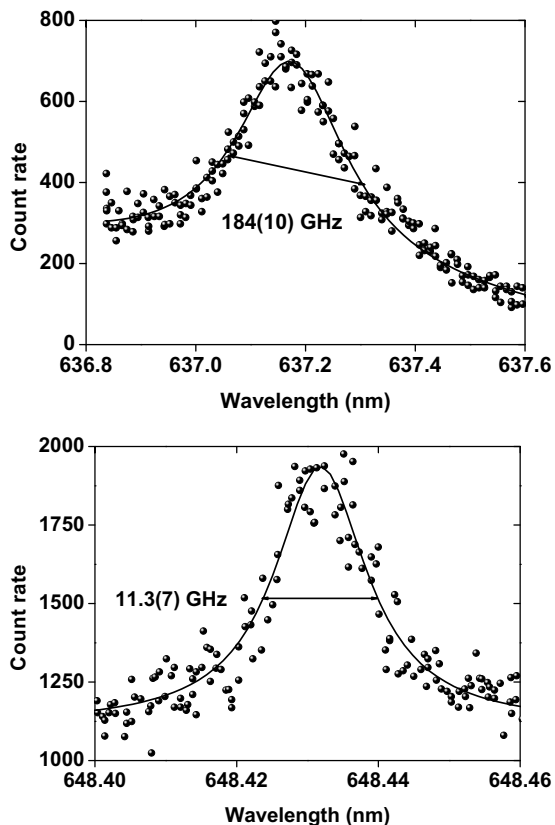 800
600
400
200
0
Count rate
184(10) GHz
636.8 637.0 637.2 637.4 637.6
Wavelength (nm)
2000
1750
1500
1250
1000
Count rate
11.3(7) GHz
648.40 648.42 648.44 648.46
Wavelength (nm)